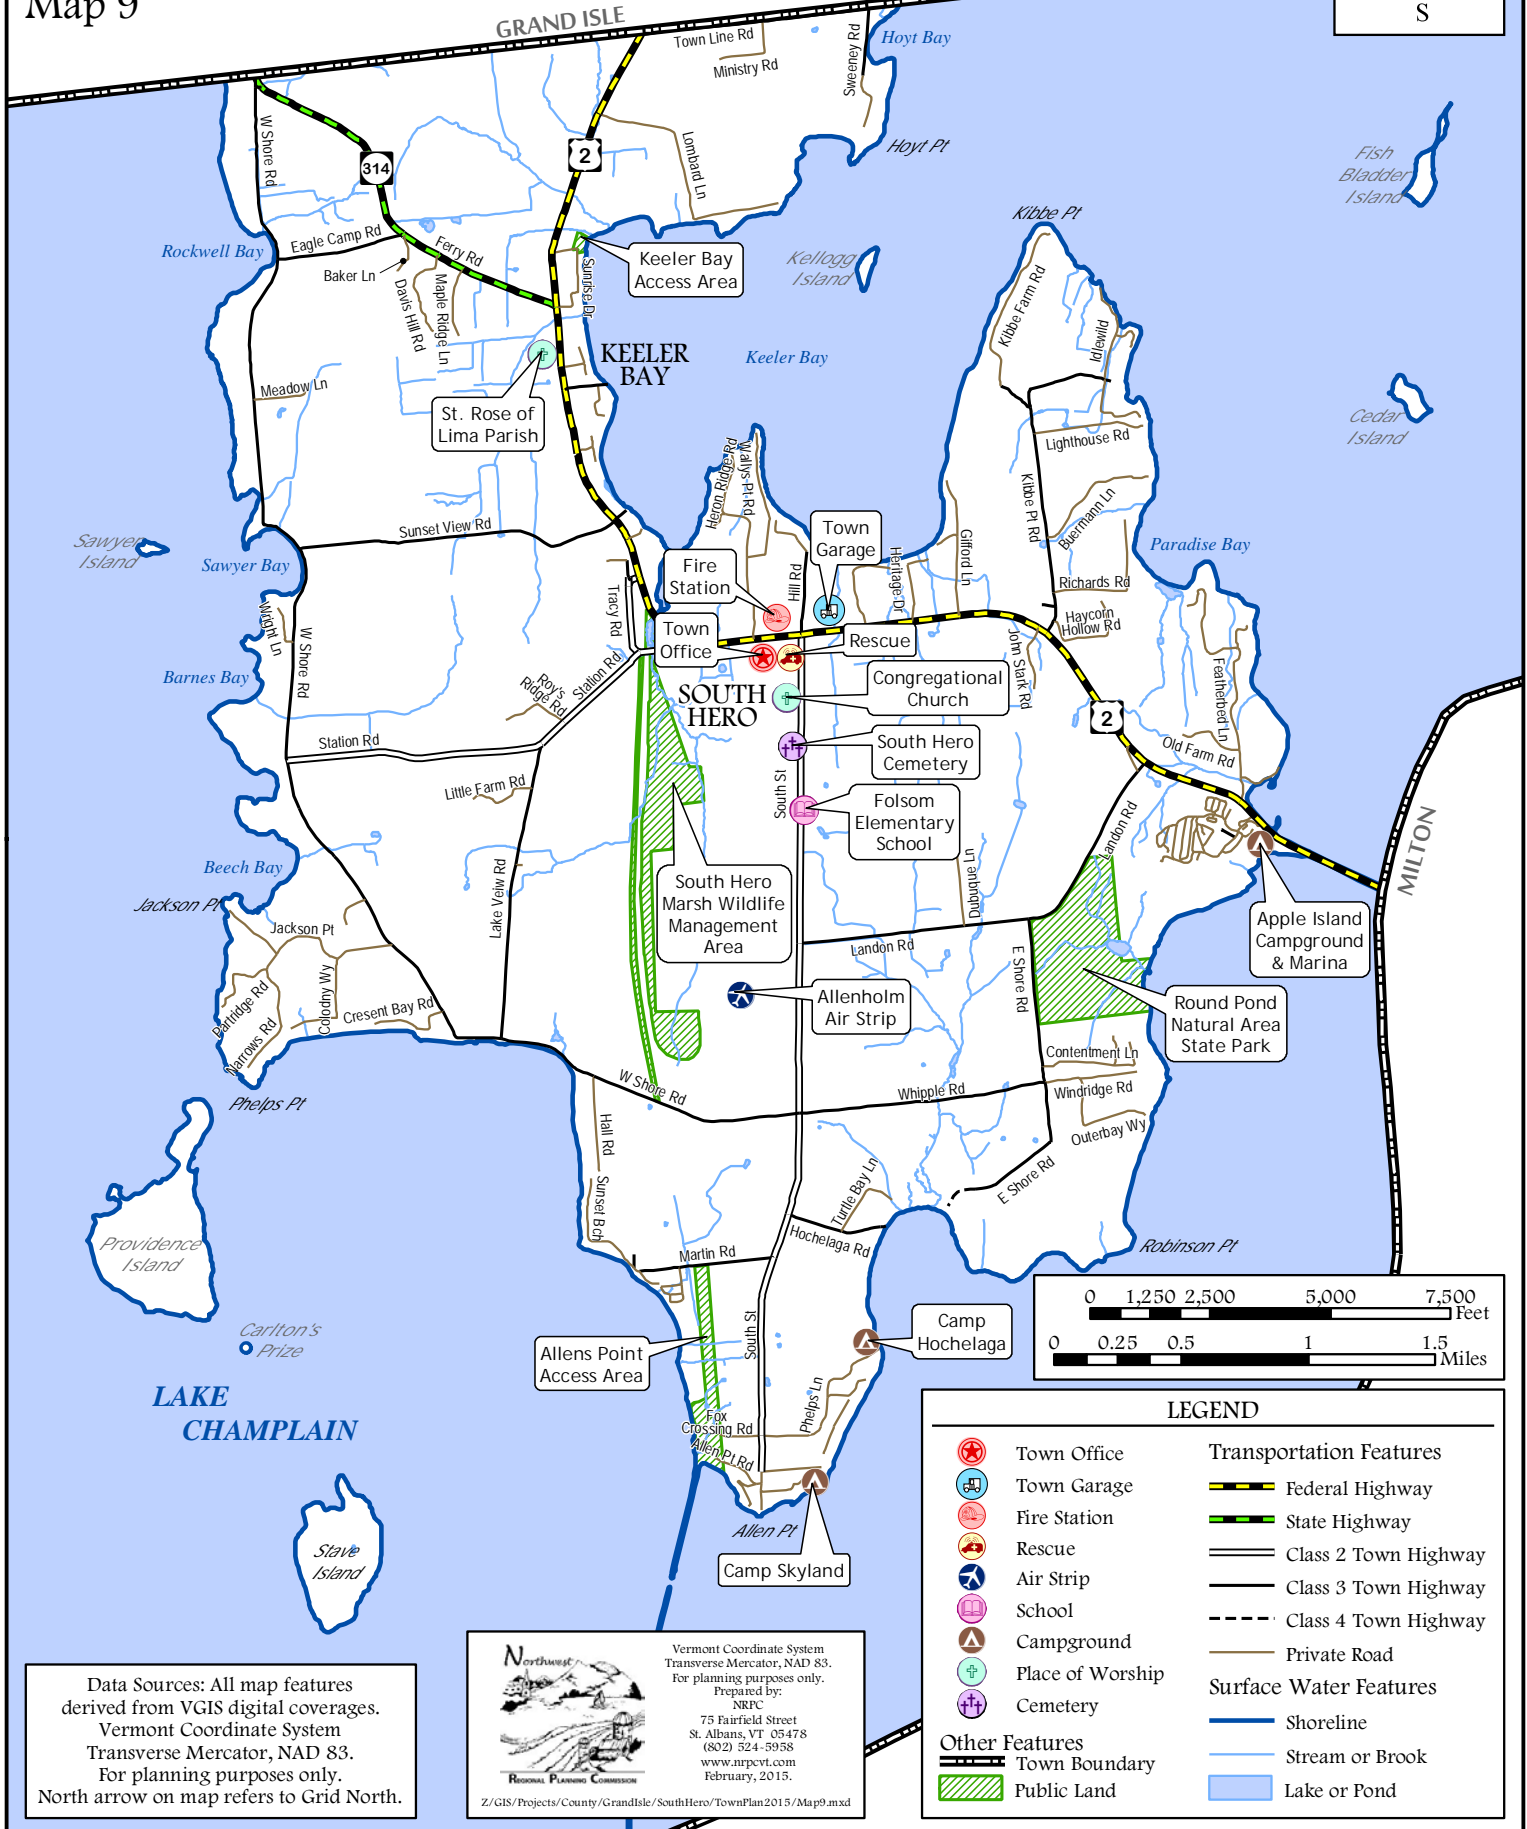 Map 9
GRAND ISLE
S
Town Line Rd
Ministry Rd
Sweeney Rd
Hoyt Bay
W Shore Rd
314
2
Lombard Ln
Hoyt Pt
Fish
Bladder
Island
Kibbe Pt
Rockwell Bay
Eagle Camp Rd
Ferry Rd
Baker Ln
Davis Hill Rd
Maple Ridge Ln
Sunrise Dr
Keeler Bay
Access Area
Kellogg
Island
Kibbe Farm Rd
Idlewild
KEELER
BAY
Keeler Bay
Meadow Ln
St. Rose of
Lima Parish
Cedar
Island
Lighthouse Rd
Heron Ridge Rd
Wallys Pt Rd
Kibbe Pt Rd
Buermann Ln
Sunset View Rd
Sawyer
Island
Sawyer Bay
Town
Garage
Fire
Station
Hill Rd
Heritage Dr
Gifford Ln
Paradise Bay
Richards Rd
Haycorn
Hollow Rd
Tracy Rd
Wright Ln
W Shore Rd
Town
Office
Rescue
John Stark Rd
Featherbed Ln
Barnes Bay
Roy's
Ridge Rd
Station Rd
SOUTH
HERO
Congregational
Church
2
Station Rd
South Hero
Cemetery
Old Farm Rd
Little Farm Rd
South St
Folsom
Elementary
School
Landon Rd
MILTON
Beech Bay
Lake Veiw Rd
South Hero
Marsh Wildlife
Management
Area
Dubuque Ln
Jackson Pt
Jackson Pt
Landon Rd
Apple Island
Campground
& Marina
Partridge Rd
Colodny Wy
Cresent Bay Rd
Narrows Rd
Allenholm
Air Strip
E Shore Rd
Round Pond
Natural Area
State Park
Contentment Ln
Phelps Pt
W Shore Rd
Whipple Rd
Windridge Rd
Outerbay Wy
Hall Rd
Sunset Bch
Turtle Bay Ln
E Shore Rd
Providence
Island
Martin Rd
Hochelaga Rd
Robinson Pt
0 1,250 2,500 5,000 7,500
Feet
0 0.25 0.5 1 1.5
Miles
Carlton's
Prize
Allens Point
Access Area
South St
Camp
Hochelaga
LAKE
CHAMPLAIN
Phelps Ln
Fox
Crossing Rd
Allen Pt Rd
Allen Pt
Camp Skyland
Stave
Island
LEGEND
Town Office
Town Garage
Fire Station
Rescue
Air Strip
School
Campground
Place of Worship
Cemetery
Other Features
Town Boundary
Public Land
Transportation Features
Federal Highway
State Highway
Class 2 Town Highway
Class 3 Town Highway
Class 4 Town Highway
Private Road
Surface Water Features
Shoreline
Stream or Brook
Lake or Pond
Data Sources: All map features
derived from VGIS digital coverages.
Vermont Coordinate System
Transverse Mercator, NAD 83.
For planning purposes only.
North arrow on map refers to Grid North.
Northwest
REGIONAL PLANNING COMMISSION
Vermont Coordinate System
Transverse Mercator, NAD 83.
For planning purposes only.
Prepared by:
NRPC
75 Fairfield Street
St. Albans, VT 05478
(802) 524-5958
www.nrpcvt.com
February, 2015.
Z/GIS/Projects/County/GrandIsle/SouthHero/TownPlan2015/Map9.mxd